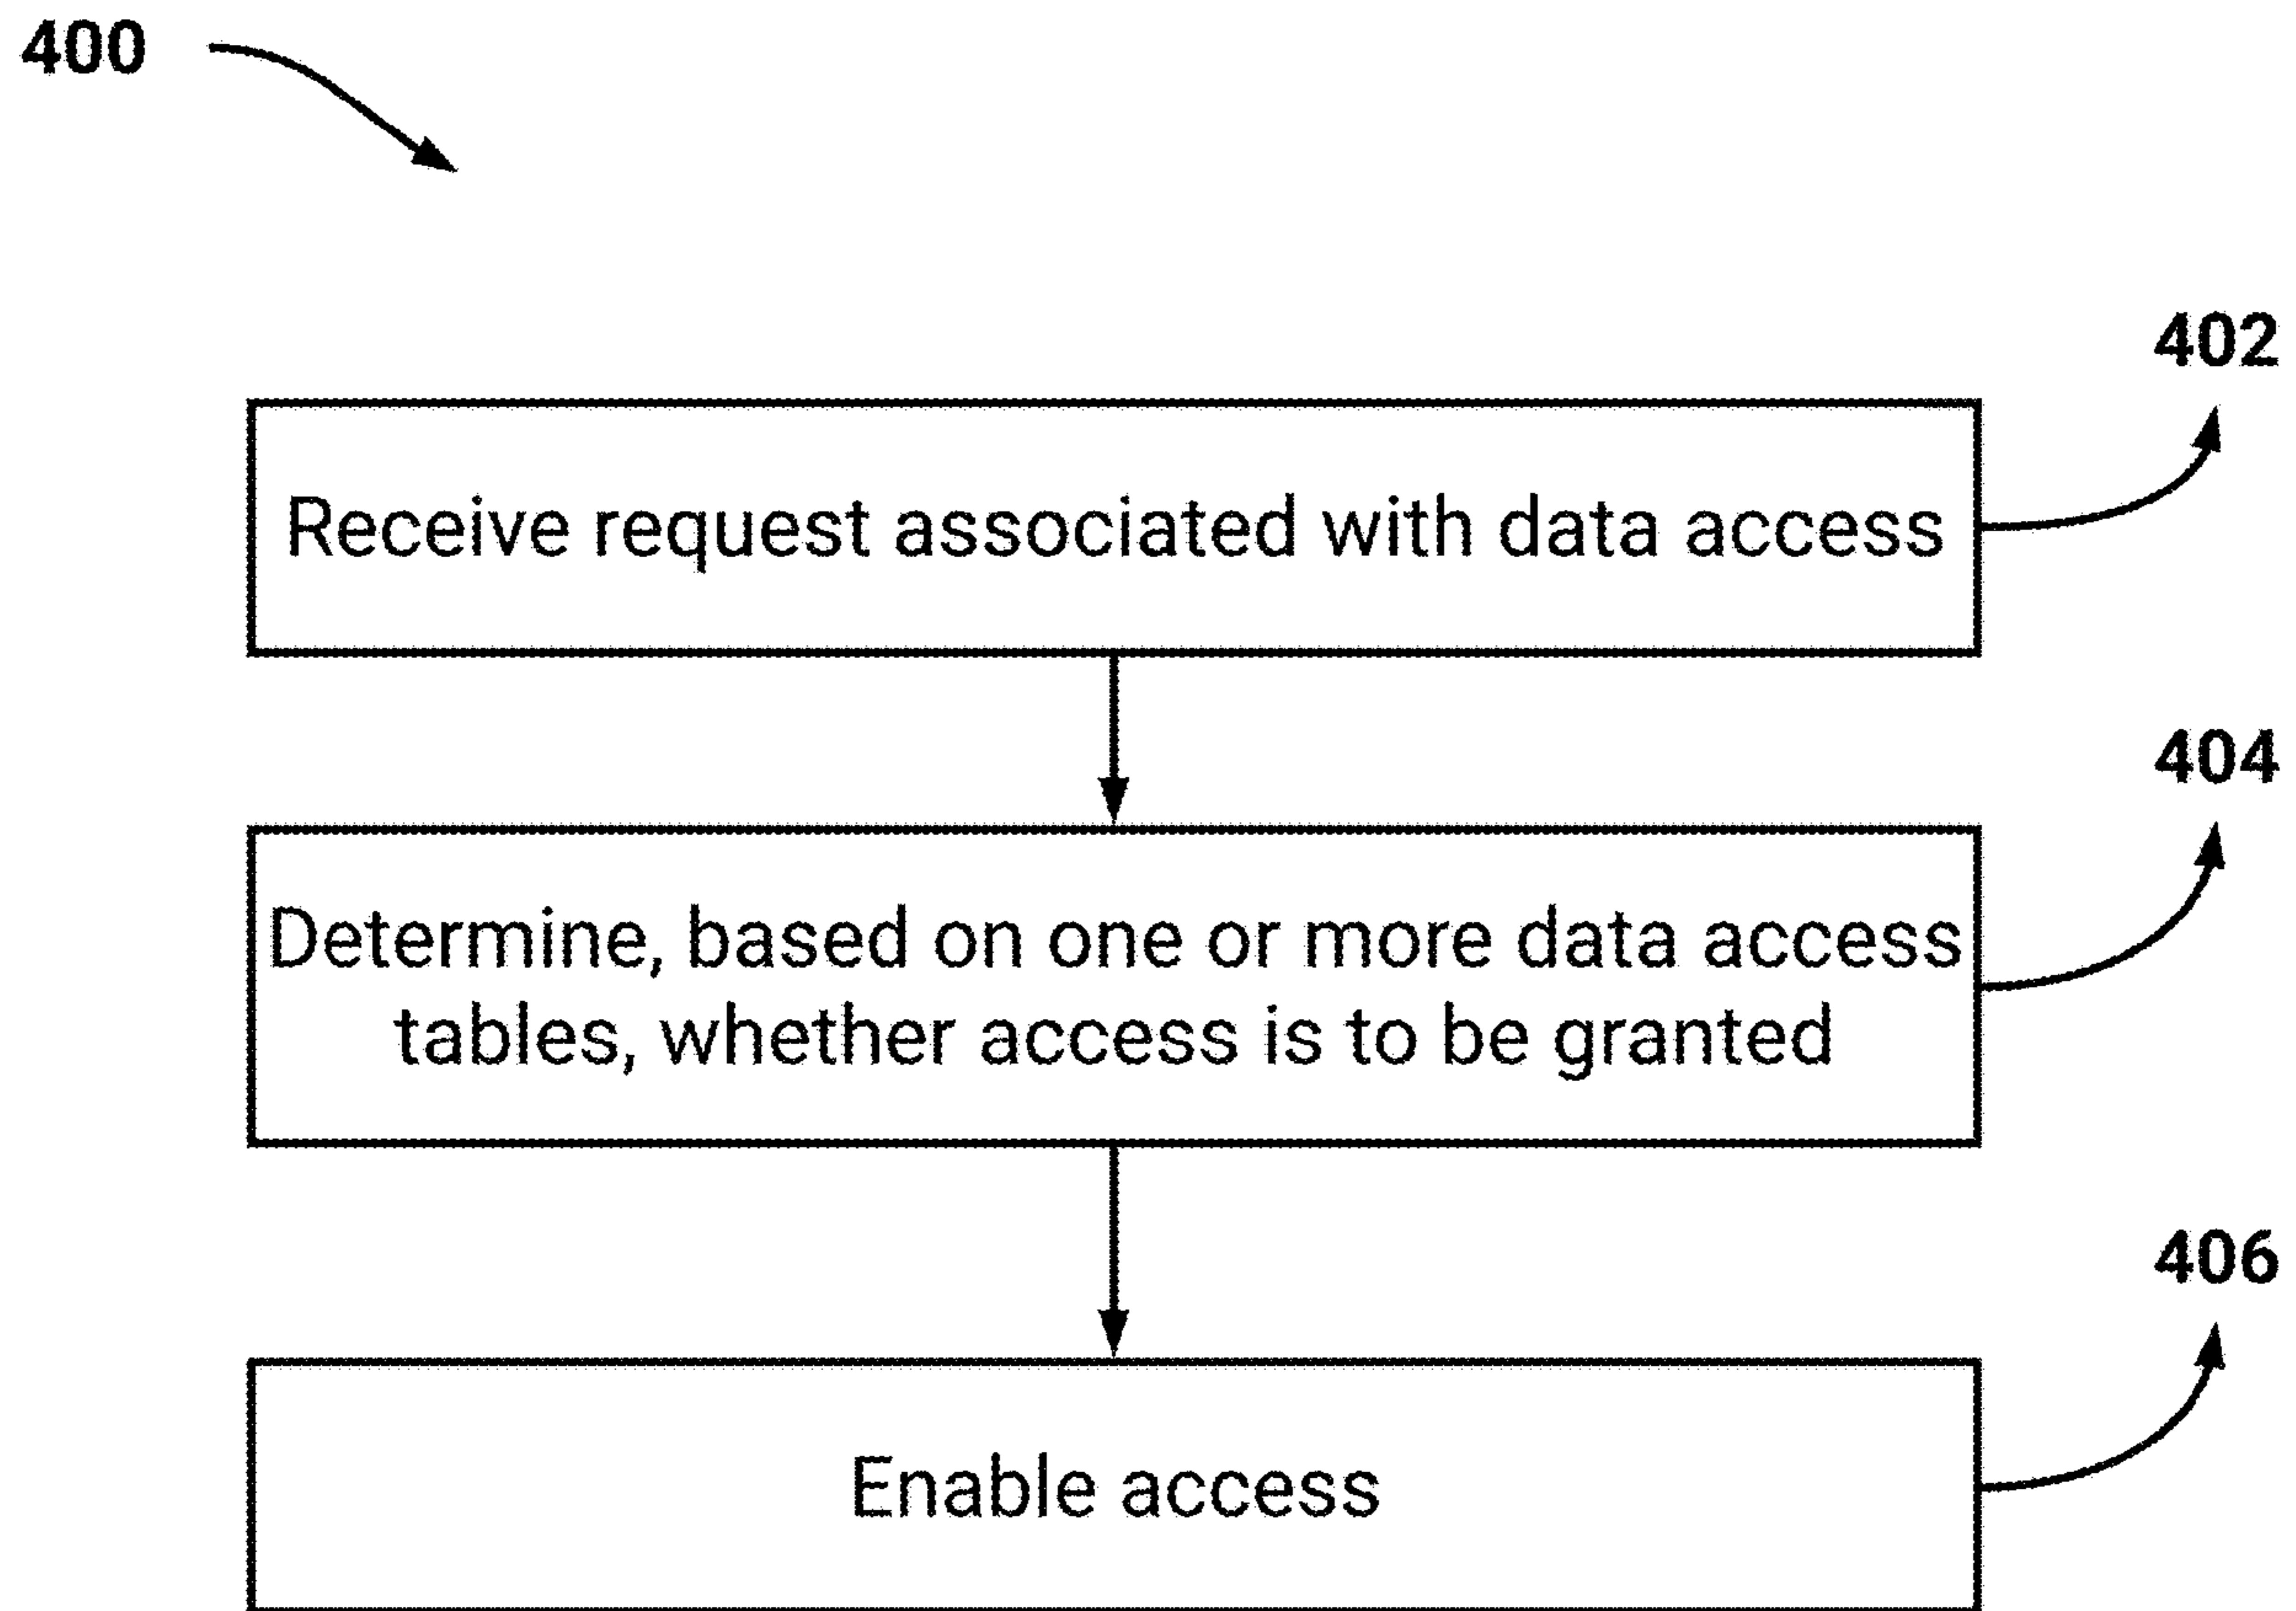 400
402
Receive request associated with data access
404
Determine, based on one or more data access
tables, whether access is to be granted
406
Enable access